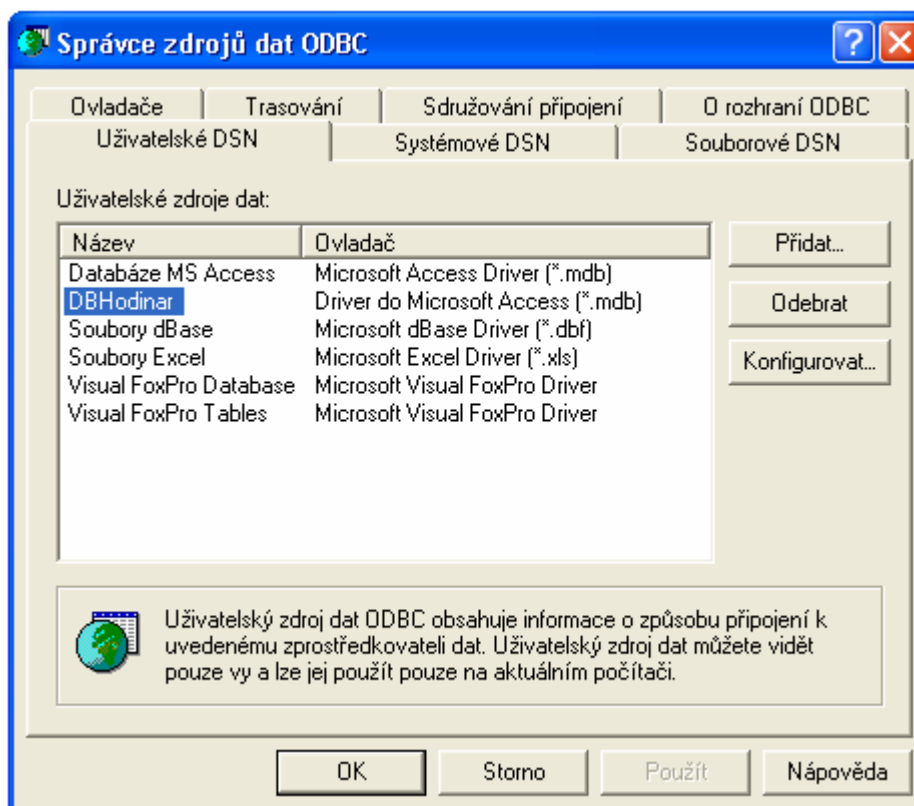 Správce zdrojů dat ODBC
Ovladače Trasování Sdružování připojení O rozhraní ODBC
Uživatelské DSN Systémové DSN Souborové DSN
Uživatelské zdroje dat:
Název Ovladač
Databáze MS Access Microsoft Access Driver (*.mdb)
DBHodinar Driver do Microsoft Access (*.mdb)
Soubory dBase Microsoft dBase Driver (*.dbf)
Soubory Excel Microsoft Excel Driver (*.xls)
Visual FoxPro Database Microsoft Visual FoxPro Driver
Visual FoxPro Tables Microsoft Visual FoxPro Driver
Přidat...
Odebrat
Konfigurovat...
Uživatelský zdroj dat ODBC obsahuje informace o způsobu připojení k
uvedenému zprostředkovateli dat. Uživatelský zdroj dat můžete vidět
pouze vy a lze jej použít pouze na aktuálním počítači.
OK Storno Použít Nápověda